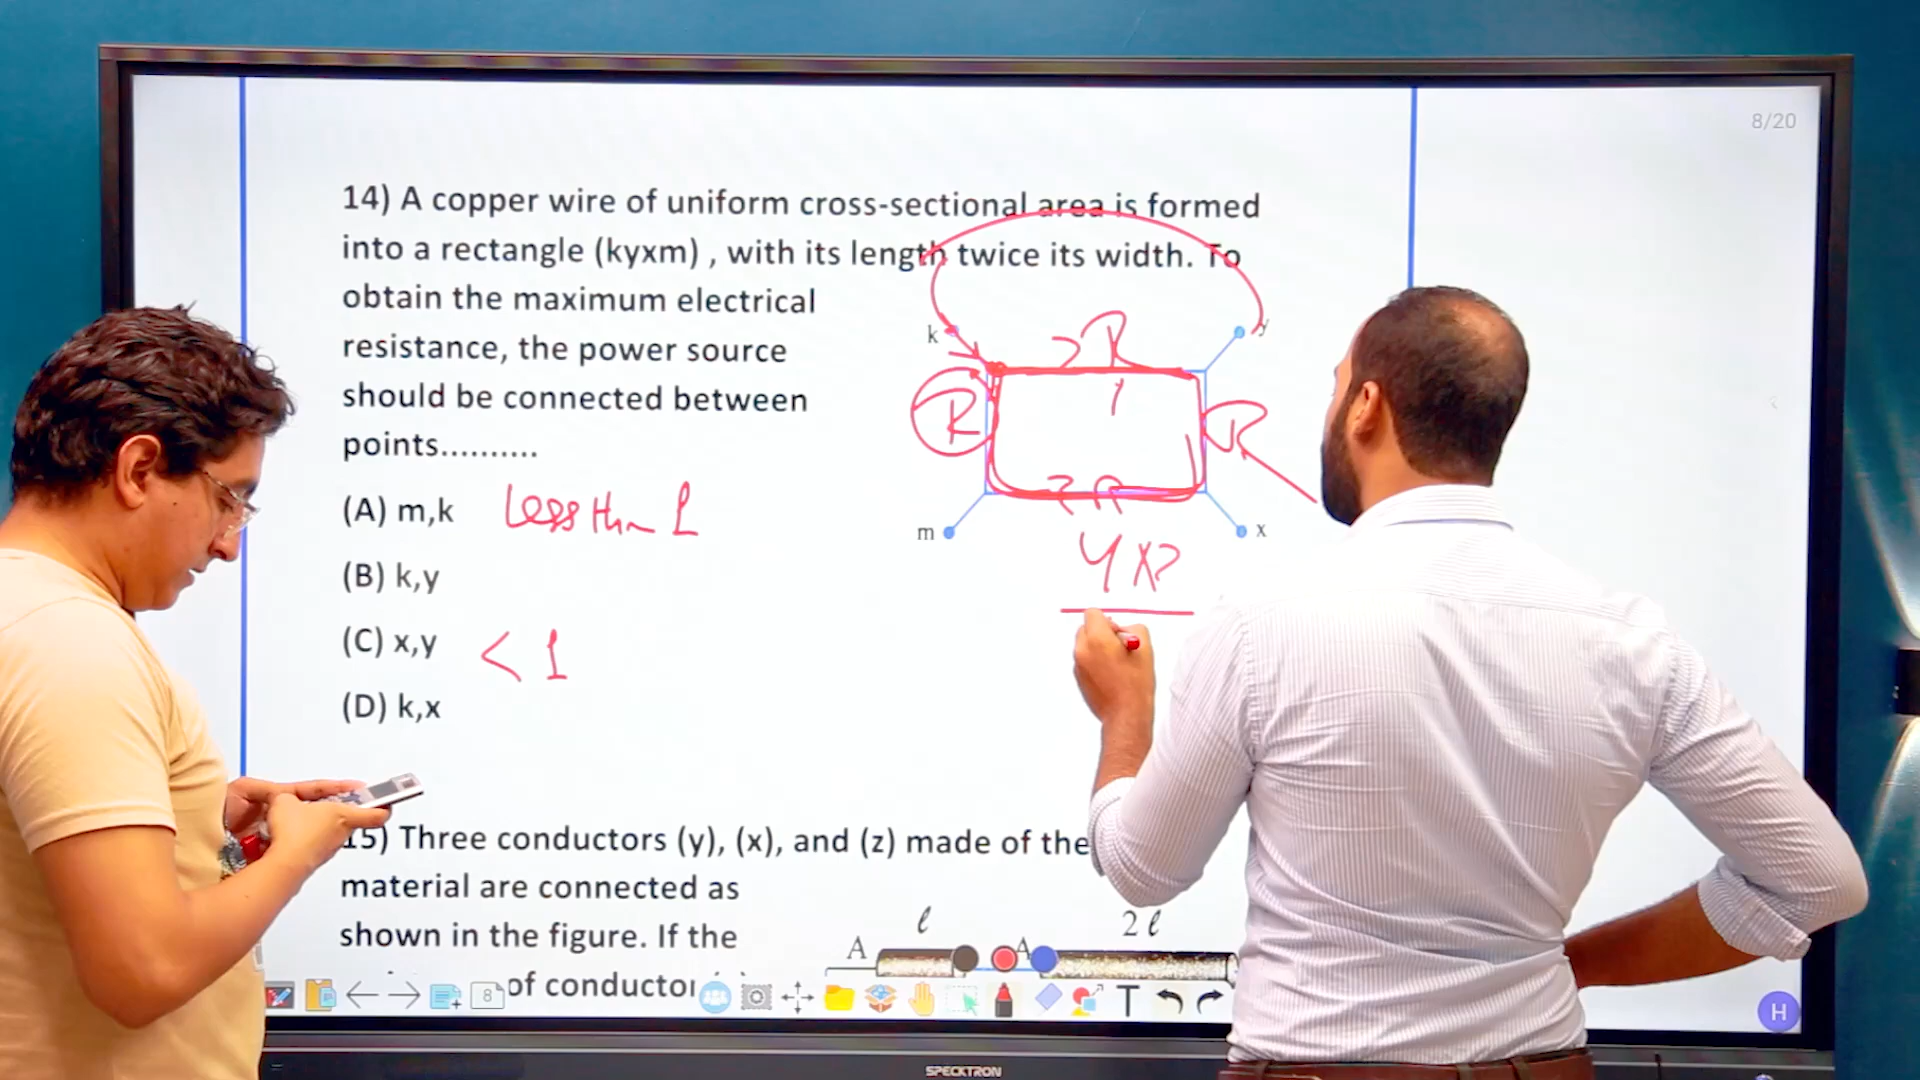 8/20
14) A copper wire of uniform cross-sectional area is formed
into a rectangle (kyxm) , with its length twice its width. To
obtain the maximum electrical
resistance, the power source
should be connected between
points..........
k
y
2R
R
R
2R
m
x
4x2
(A) m,k Less than 1
(B) k,y
(C) x,y < 1
(D) k,x
15) Three conductors (y), (x), and (z) made of the
material are connected as
shown in the figure. If the
of conductor
A
ℓ
A
2ℓ
8
T
H
SPECKTRON